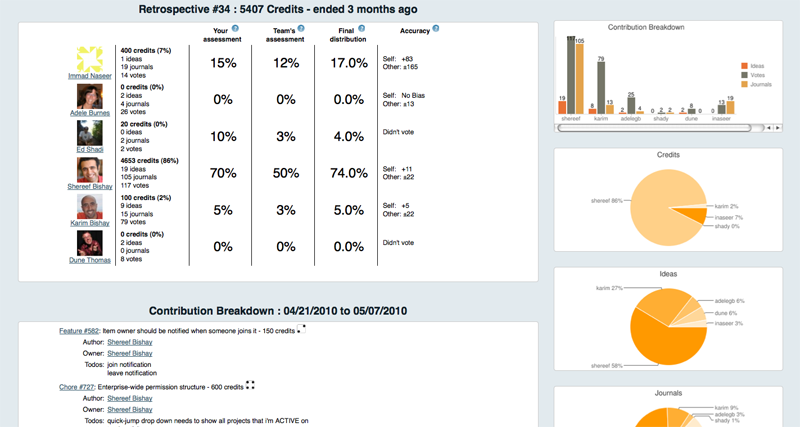 Retrospective #34 : 5407 Credits - ended 3 months ago
Your assessment ? Team's assessment ? Final distribution ? Accuracy ?
Immad Naseer
400 credits (7%)
1 ideas
19 journals
14 votes
15% 12% 17.0%
Self: +83
Other: ±165
Adele Burnes
0 credits (0%)
2 ideas
4 journals
26 votes
0% 0% 0.0%
Self: No Bias
Other: ±13
Ed Shadi
20 credits (0%)
0 ideas
2 journals
2 votes
10% 3% 4.0%
Didn't vote
Shereef Bishay
4653 credits (86%)
19 ideas
105 journals
117 votes
70% 50% 74.0%
Self: +11
Other: ±22
Karim Bishay
100 credits (2%)
9 ideas
15 journals
79 votes
5% 3% 5.0%
Self: +5
Other: ±22
Dune Thomas
0 credits (0%)
2 ideas
0 journals
8 votes
0% 0% 0.0%
Didn't vote
Contribution Breakdown : 04/21/2010 to 05/07/2010
Feature #582: Item owner should be notified when someone joins it - 150 credits
Author: Shereef Bishay
Owner: Shereef Bishay
Todos: join notification
leave notification
Chore #727: Enterprise-wide permission structure - 600 credits
Author: Shereef Bishay
Owner: Shereef Bishay
Todos: quick-jump drop down needs to show all projects that i'm ACTIVE on
Contribution Breakdown
19 117 105
8 79 13
4 25 4
0 2 2
2 8 0
0 13 19
shereef karim adelegb shady dune inaseer
Ideas
Votes
Journals
Credits
shereef 86%
karim 2%
inaseer 7%
shady 0%
Ideas
karim 27%
adelegb 6%
dune 6%
inaseer 3%
shereef 58%
Journals
karim 9%
adelegb 3%
shady 1%